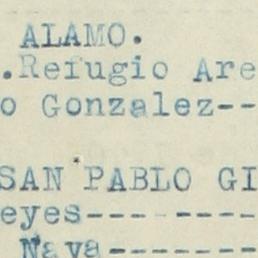 ALAMO.
.Refugio Are
o Gonzalez--
SAN PABLO GI
eyes---------
Nava-------